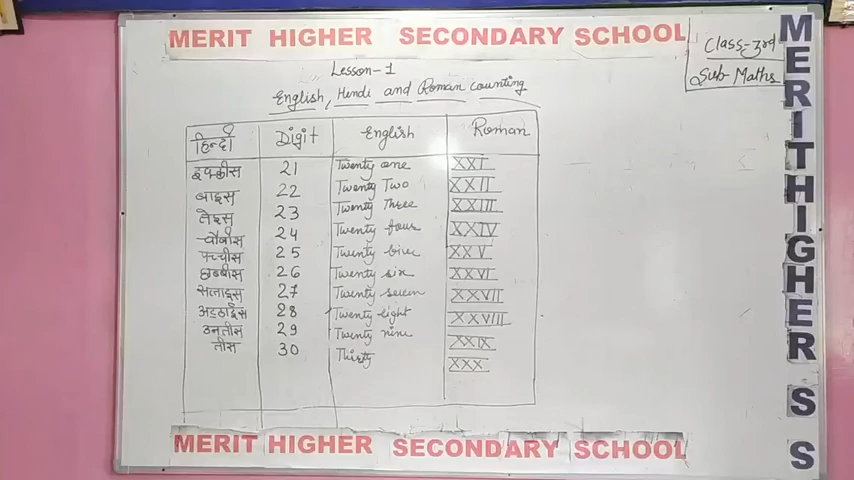 MERIT HIGHER SECONDARY SCHOOL
Class-3rd
Sub-Maths
Lesson-1
English, Hindi and Roman counting
हिन्दी Digit English Roman
इक्कीस 21 Twenty one XXI
बाइस 22 Twenty Two XXII
तेइस 23 Twenty Three XXIII
चौबीस 24 Twenty four XXIV
पच्चीस 25 Twenty five XXV
छब्बीस 26 Twenty six XXVI
सत्ताइस 27 Twenty seven XXVII
अठ्ठाईस 28 Twenty eight XXVIII
उनतीस 29 Twenty nine XXIX
तीस 30 Thirty XXX
MERIT HIGHER SECONDARY SCHOOL
MERIT HIGHER S S